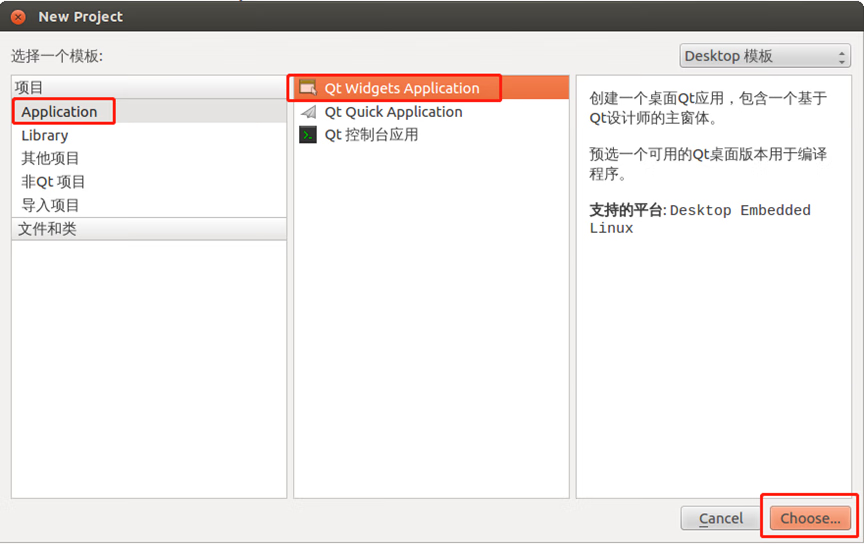 New Project
选择一个模板:
Desktop 模板
项目
Application
Library
其他项目
非Qt 项目
导入项目
文件和类
Qt Widgets Application
Qt Quick Application
Qt 控制台应用
创建一个桌面Qt应用，包含一个基于
Qt设计师的主窗体。
预选一个可用的Qt桌面版本用于编译
程序。
支持的平台: Desktop Embedded
Linux
Cancel
Choose...